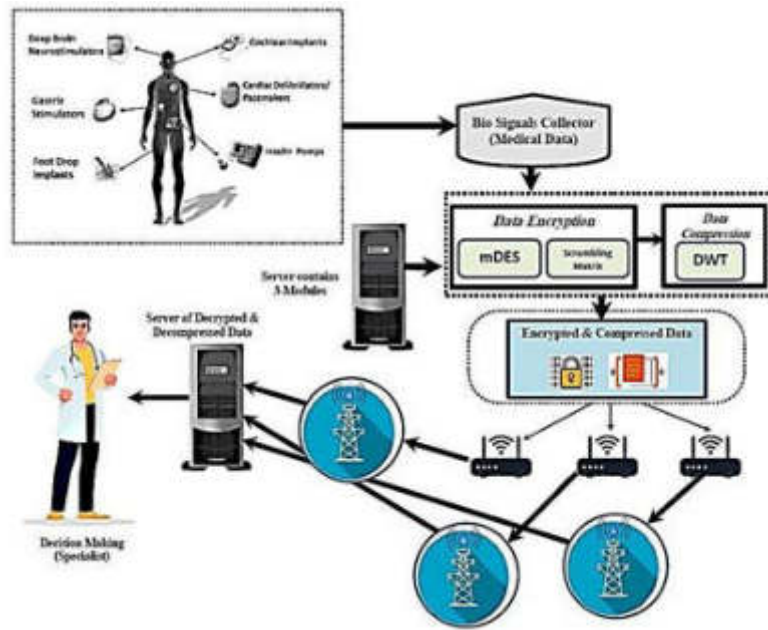 Deep Brain
Neurostimulators
Cochlear Implants
Gastric
Stimulators
Cardiac Defibrillators/
Pacemakers
Foot Drop
Implants
Insulin Pumps
Bio Signals Collector
(Medical Data)
Data Encryption
mDES
Scrambling
Matrix
Data
Compression
DWT
Server contains
3 Modules
Encrypted & Compressed Data
Server of Decrypted &
Decompressed Data
Decision Making
(Specialist)